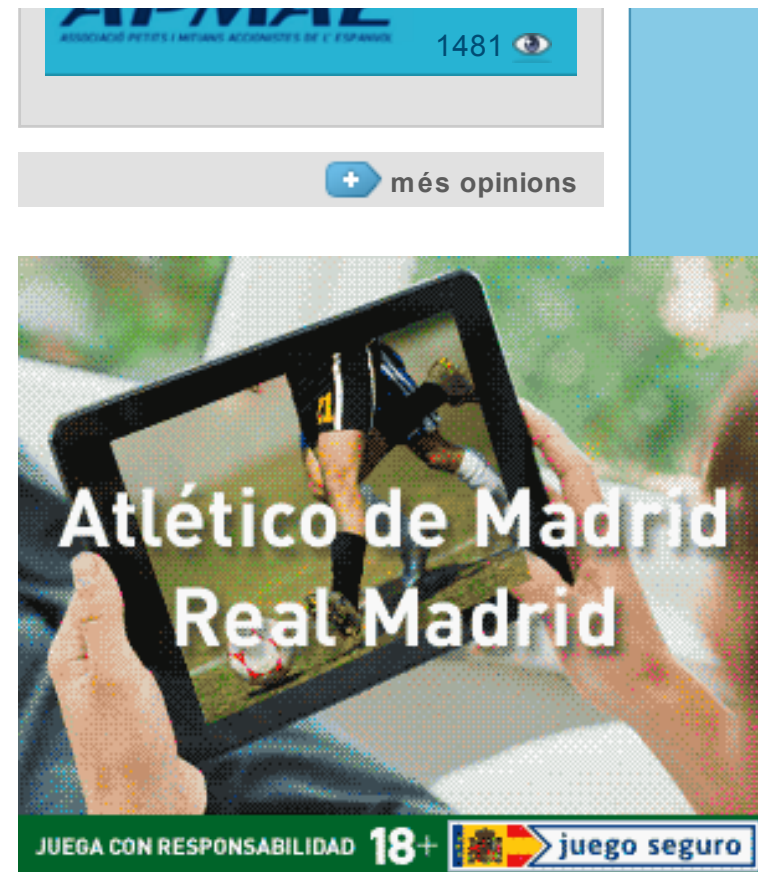 APMAE
ASSOCIACIÓ PETITS I MITJANS ACCIONISTES DE L' ESPANYOL
1481
més opinions
Atlético de Madrid
Real Madrid
JUEGA CON RESPONSABILIDAD 18+ juego seguro